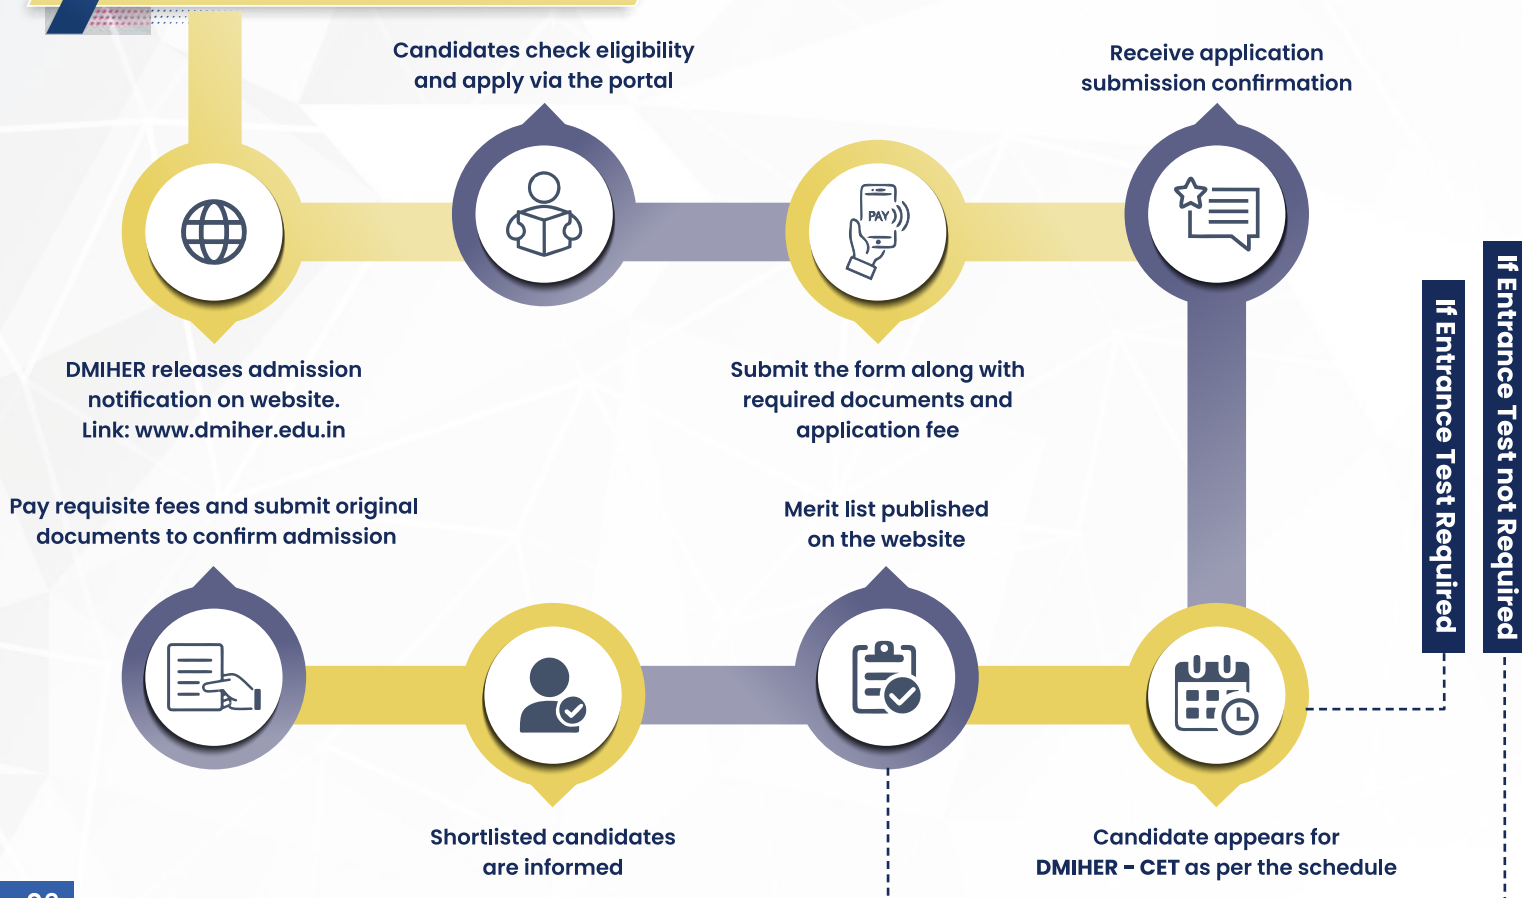 Candidates check eligibility
and apply via the portal
Receive application
submission confirmation
PAY
DMIHER releases admission
notification on website.
Link: www.dmiher.edu.in
Submit the form along with
required documents and
application fee
If Entrance Test Required
If Entrance Test not Required
Pay requisite fees and submit original
documents to confirm admission
Merit list published
on the website
Shortlisted candidates
are informed
Candidate appears for
DMIHER - CET as per the schedule